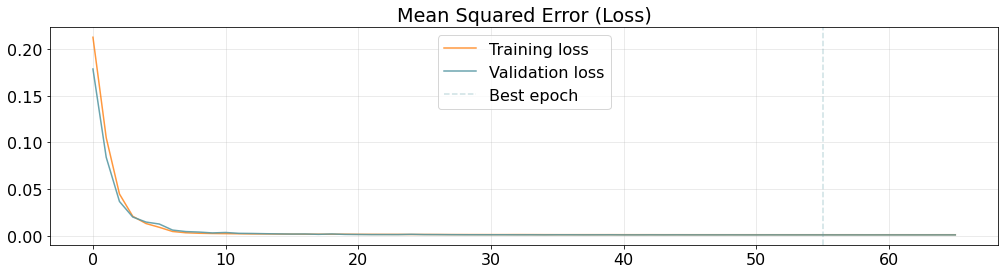 Mean Squared Error (Loss)
0.20
0.15
0.10
0.05
0.00
Training loss
Validation loss
Best epoch
0 10 20 30 40 50 60